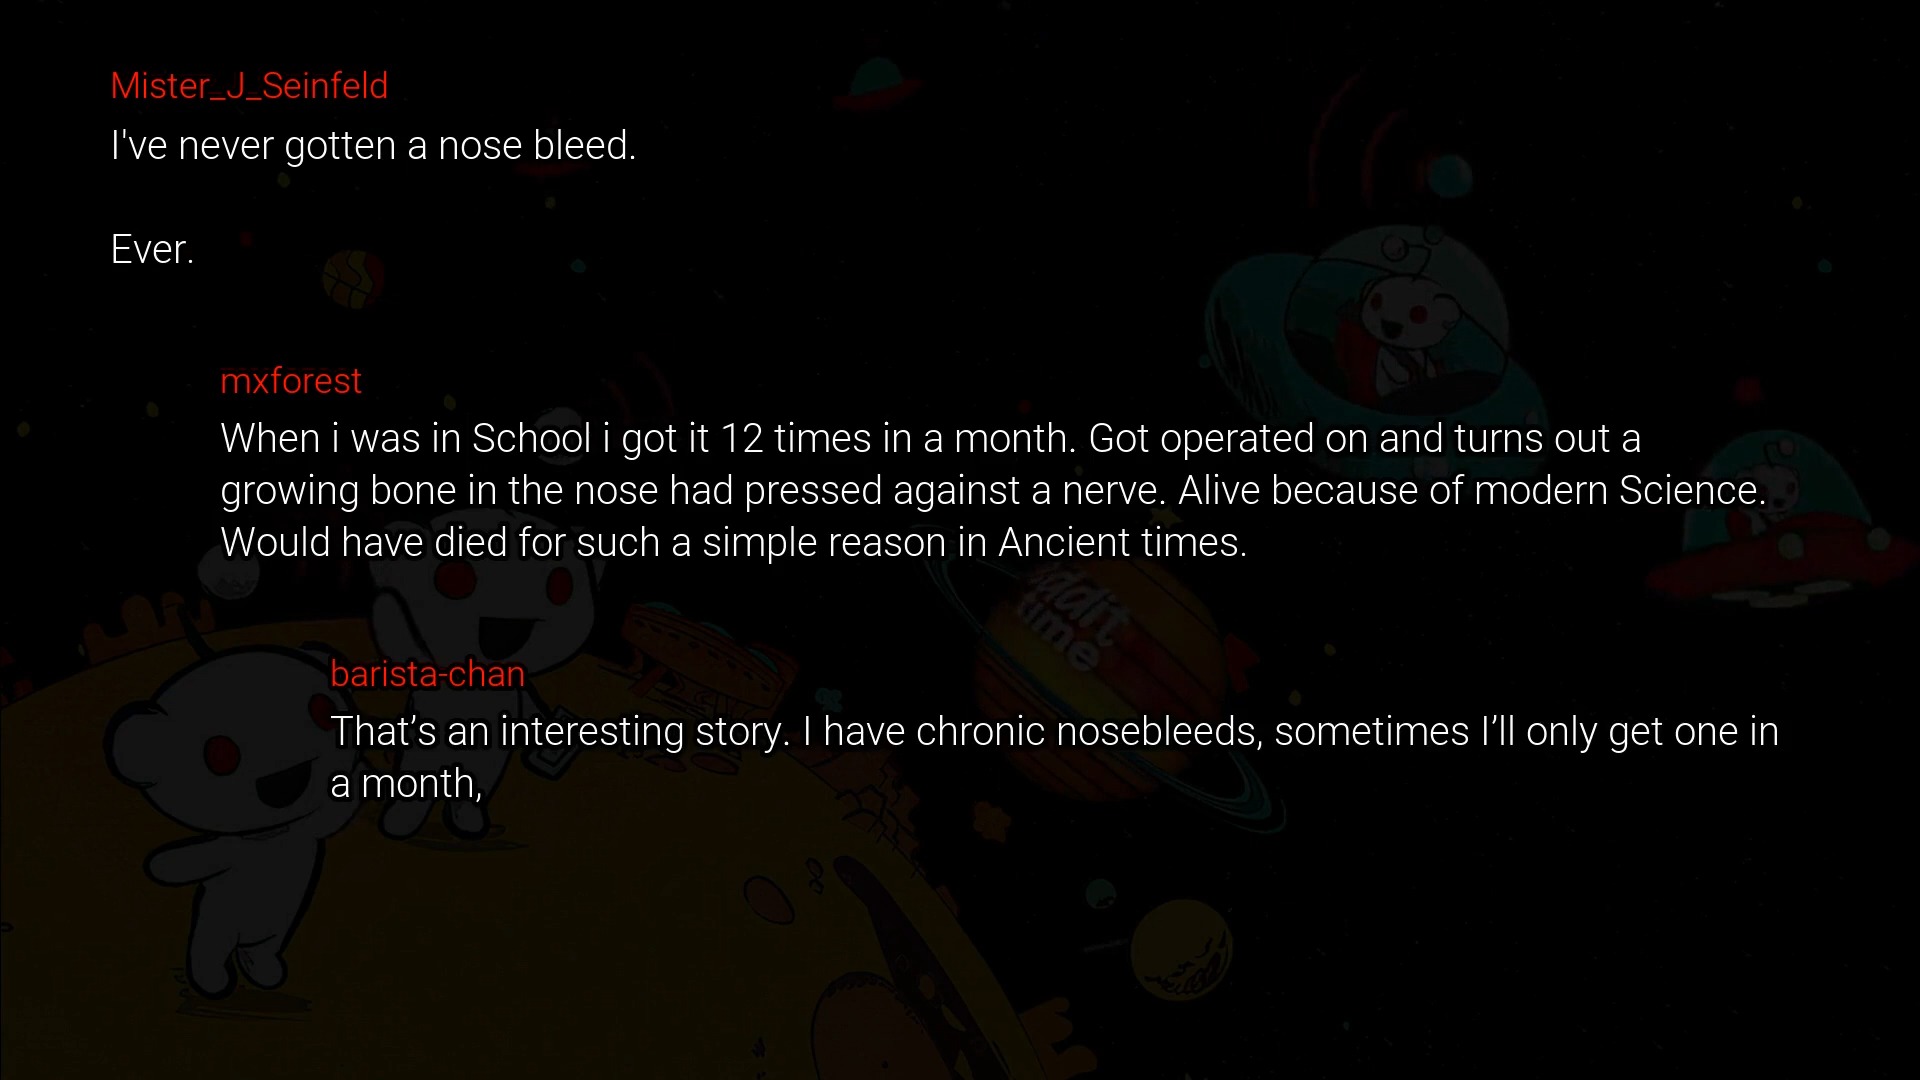 Mister_J_Seinfeld
I've never gotten a nose bleed.
Ever.
mxforest
When i was in School i got it 12 times in a month. Got operated on and turns out a
growing bone in the nose had pressed against a nerve. Alive because of modern Science.
Would have died for such a simple reason in Ancient times.
ddit
time
barista-chan
That’s an interesting story. I have chronic nosebleeds, sometimes I’ll only get one in
a month,